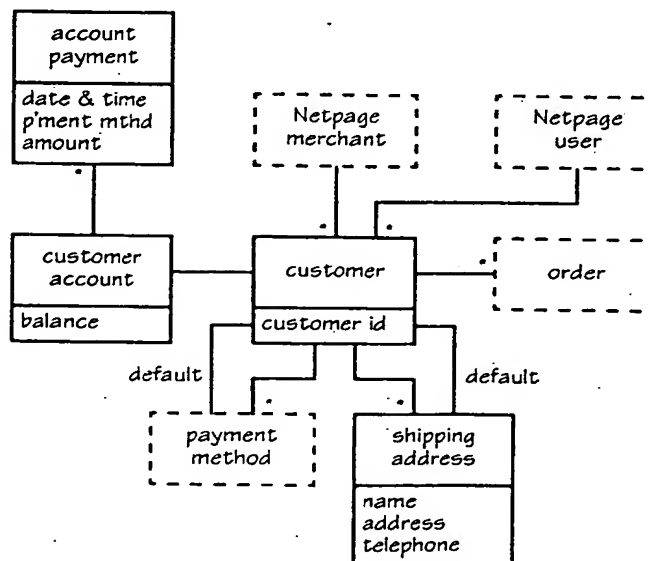 account
payment
date & time
p'ment mthd
amount
Netpage
merchant
Netpage
user
customer
account
balance
customer
customer id
order
default
default
payment
method
shipping
address
name
address
telephone